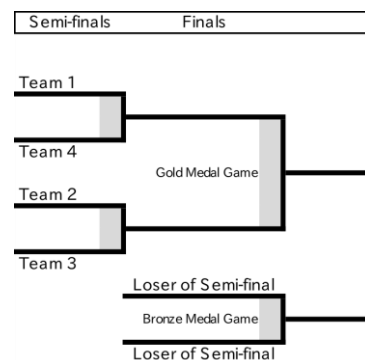 Semi-finals Finals
Team 1
Team 4
Gold Medal Game
Team 2
Team 3
Loser of Semi-final
Bronze Medal Game
Loser of Semi-final